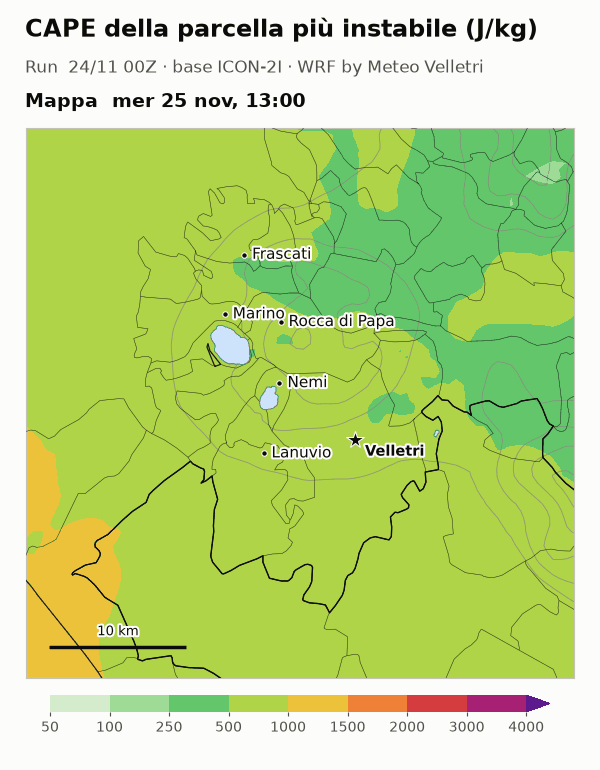 CAPE della parcella più instabile (J/kg)
Run  24/11 00Z · base ICON-2I · WRF by Meteo Velletri
Mappa  mer 25 nov, 13:00
Frascati
Marino
Rocca di Papa
Nemi
Velletri
Lanuvio
10 km
50 100 250 500 1000 1500 2000 3000 4000